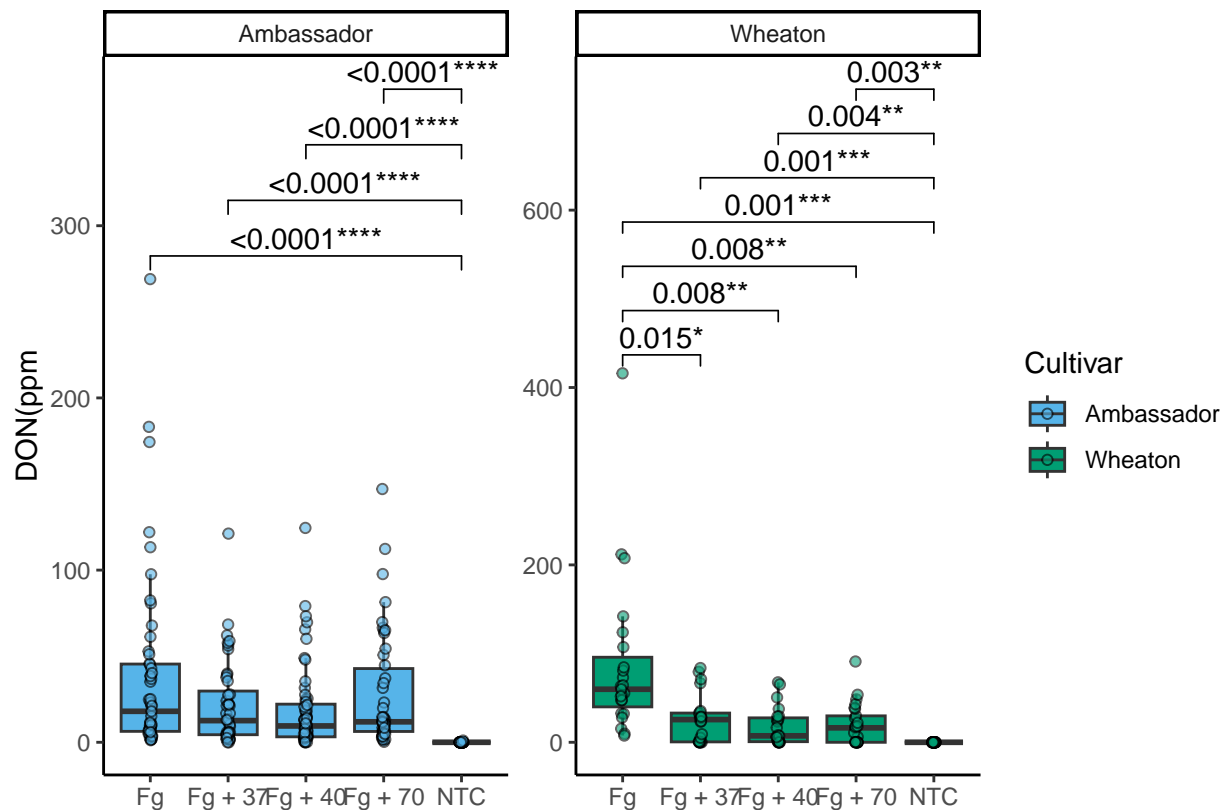 Ambassador
Wheaton
<0.0001****
<0.0001****
<0.0001****
<0.0001****
0.003**
0.004**
0.001***
0.001***
0.008**
0.008**
0.015*
DON(ppm
300
200
100
0
600
400
200
0
Fg Fg + 37 Fg + 40 Fg + 70 NTC
Fg Fg + 37 Fg + 40 Fg + 70 NTC
Cultivar
Ambassador
Wheaton